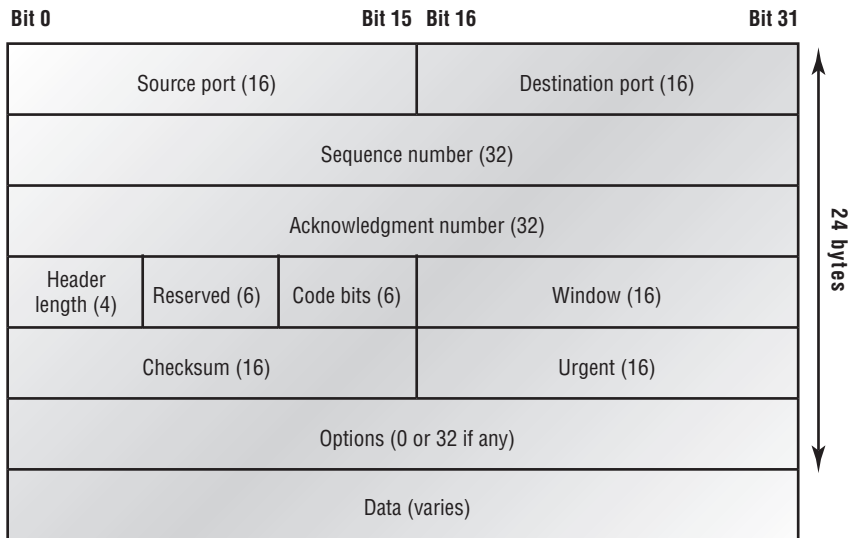 Bit 0 Bit 15 Bit 16 Bit 31
Source port (16) Destination port (16)
Sequence number (32)
Acknowledgment number (32)
Header
length (4) Reserved (6) Code bits (6) Window (16)
Checksum (16) Urgent (16)
Options (0 or 32 if any)
Data (varies)
24 bytes